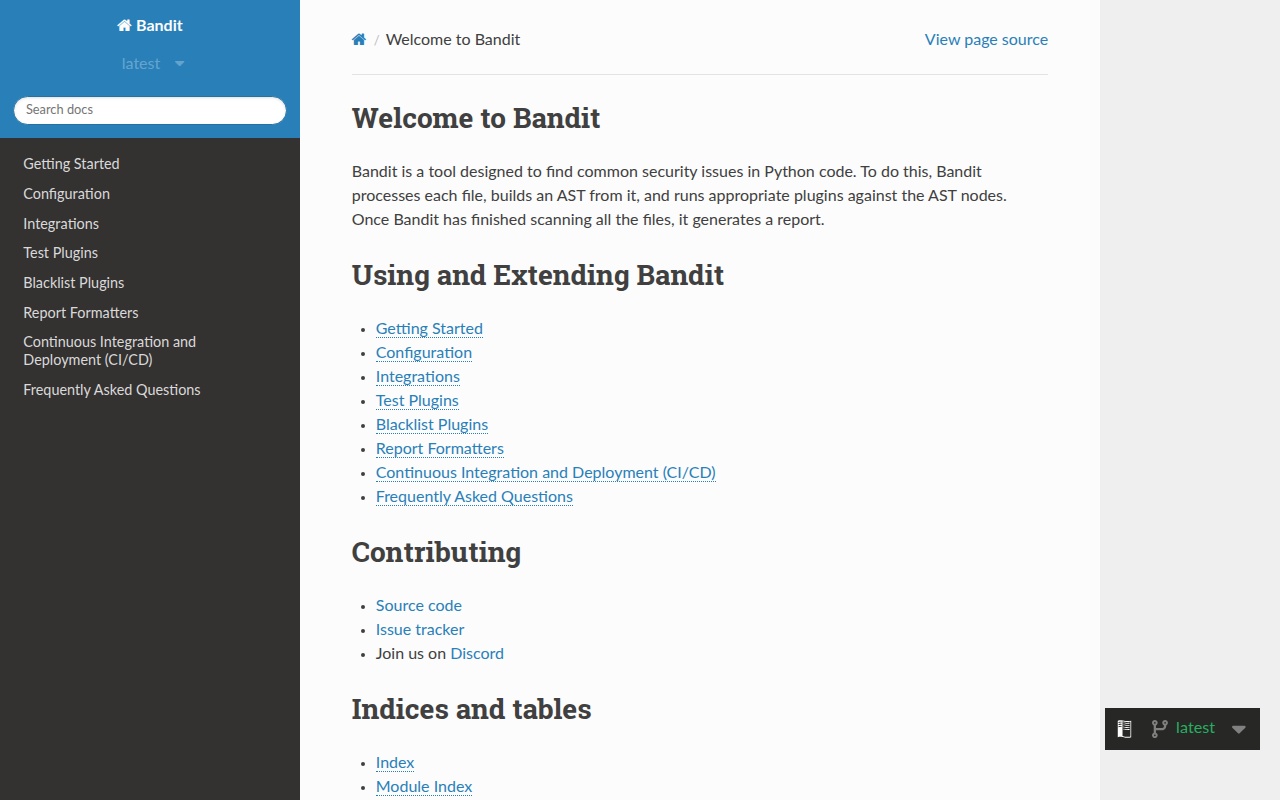 Bandit
latest
Search docs
Getting Started
Configuration
Integrations
Test Plugins
Blacklist Plugins
Report Formatters
Continuous Integration and
Deployment (CI/CD)
Frequently Asked Questions
/ Welcome to Bandit
View page source
Welcome to Bandit
Bandit is a tool designed to find common security issues in Python code. To do this, Bandit
processes each file, builds an AST from it, and runs appropriate plugins against the AST nodes.
Once Bandit has finished scanning all the files, it generates a report.
Using and Extending Bandit
• Getting Started
• Configuration
• Integrations
• Test Plugins
• Blacklist Plugins
• Report Formatters
• Continuous Integration and Deployment (CI/CD)
• Frequently Asked Questions
Contributing
• Source code
• Issue tracker
• Join us on Discord
Indices and tables
• Index
• Module Index
latest